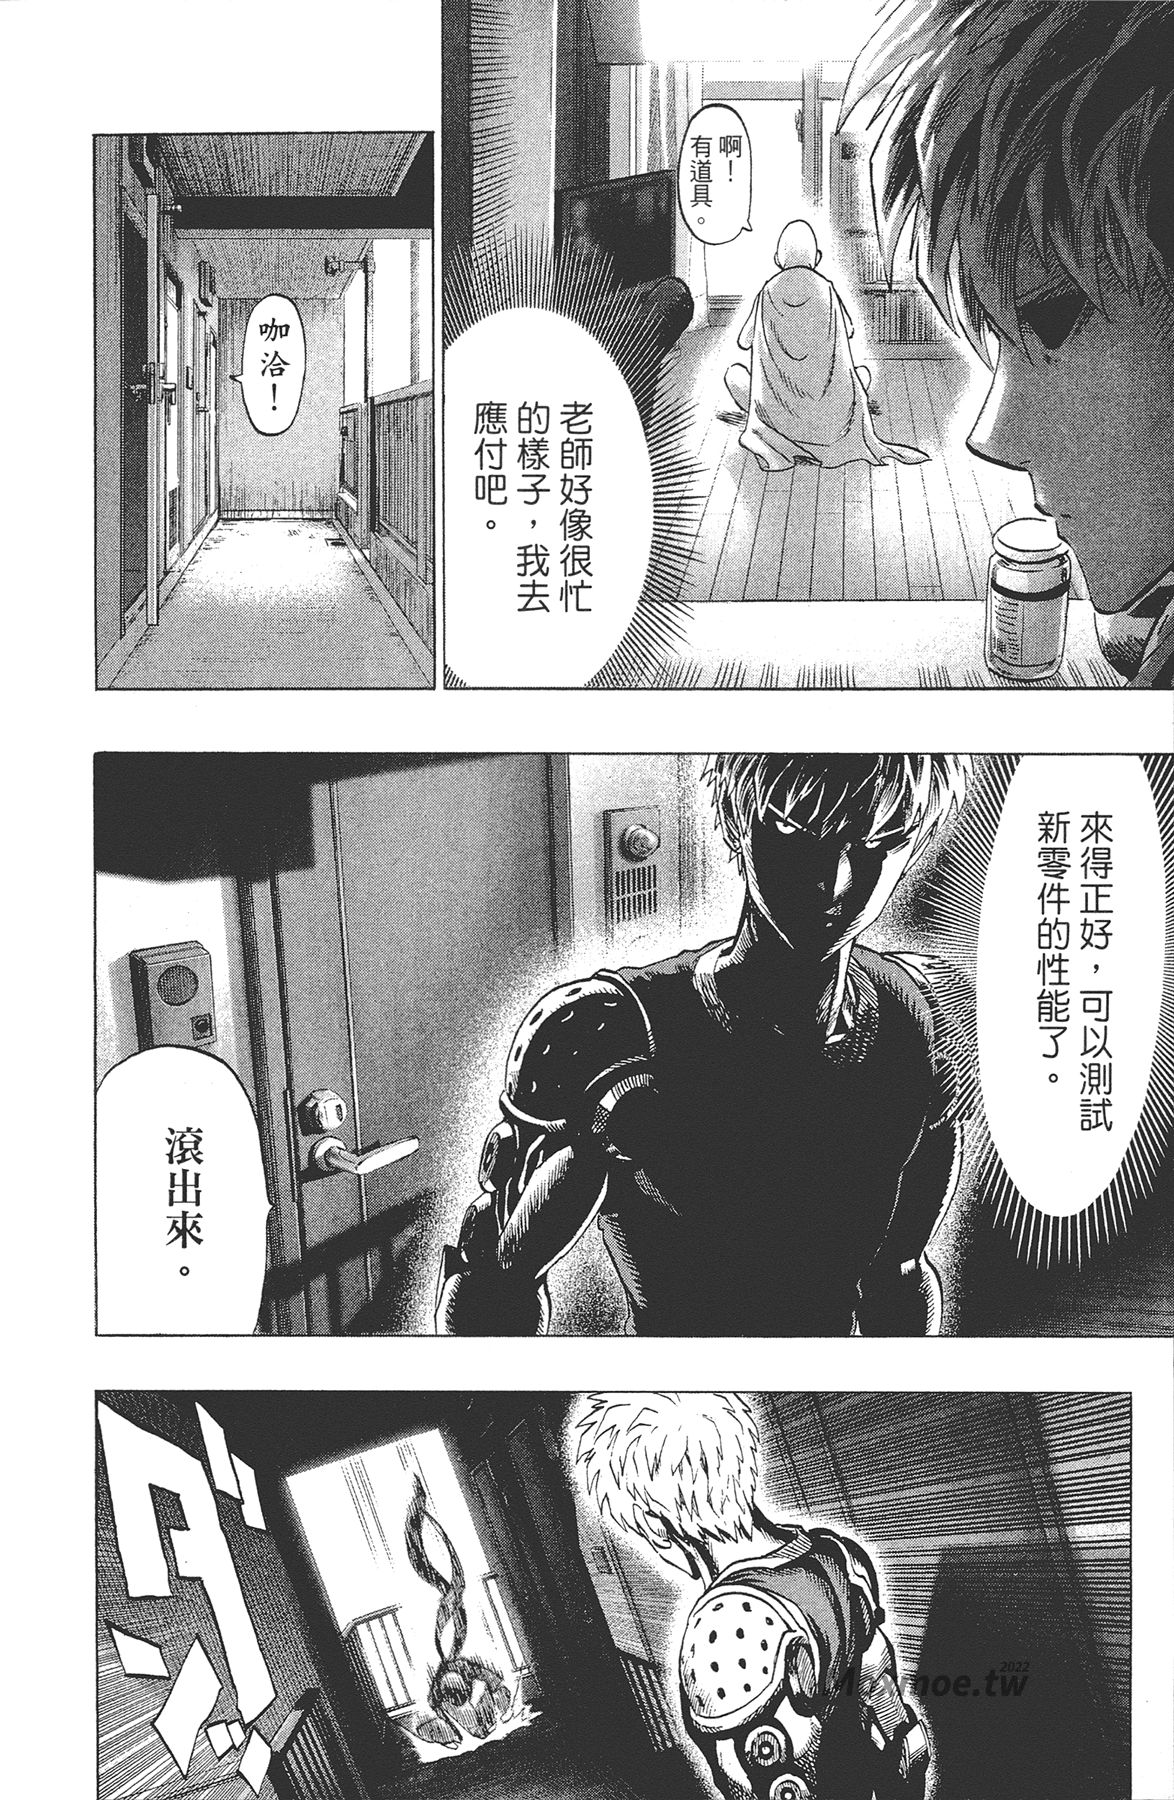 啊！
有道具。
老師好像很忙
的樣子，我去
應付吧。
咖洽！
來得正好，可以測試
新零件的性能了。
滾出來。
2022